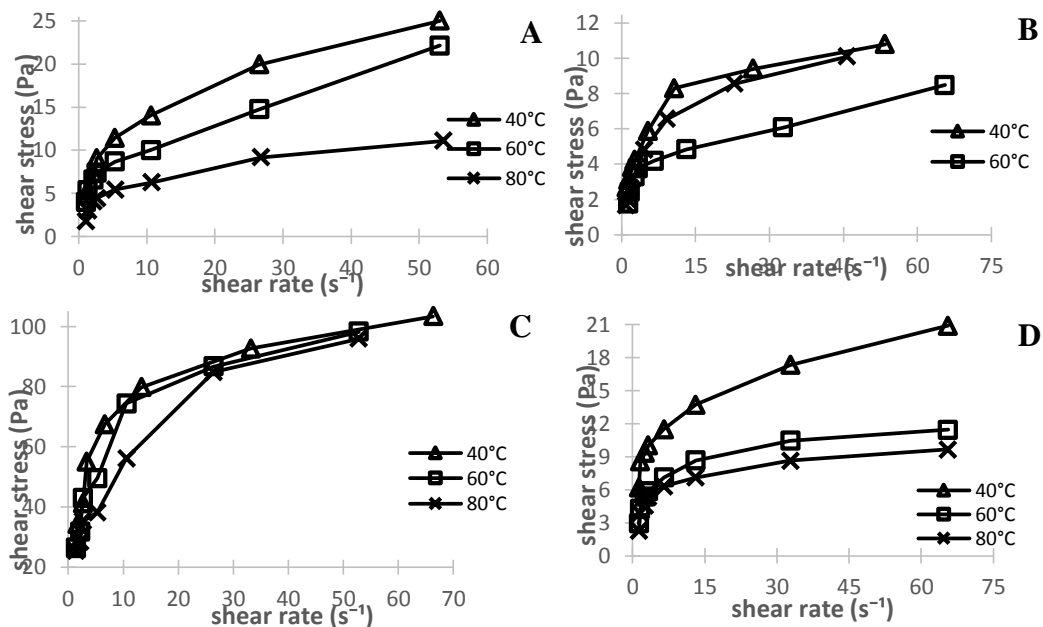 A
shear stress (Pa)
25
20
15
10
5
0
0 10 20 30 40 50 60
shear rate (s⁻¹)
40°C
60°C
80°C
B
shear stress (Pa)
12
10
8
6
4
2
0
0 15 30 45 60 75
shear rate (s⁻¹)
40°C
60°C
C
shear stress (Pa)
100
80
60
40
20
0 10 20 30 40 50 60 70
shear rate (s⁻¹)
40°C
60°C
80°C
D
Shear stress (Pa)
21
18
15
12
9
6
3
0
0 15 30 45 60 75
shear rate (s⁻¹)
40°C
60°C
80°C